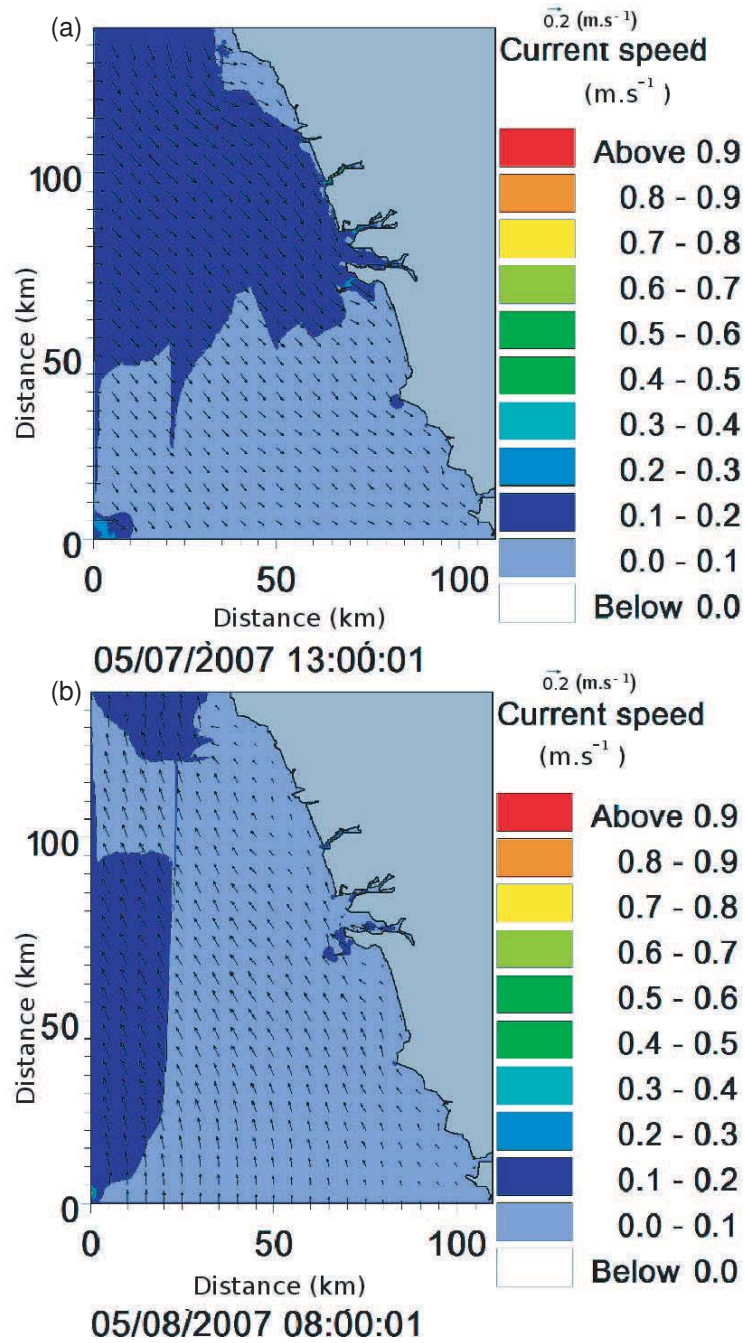 (a)
0.2 (m.s⁻¹)
Current speed
(m.s⁻¹)
Above 0.9
0.8 - 0.9
0.7 - 0.8
0.6 - 0.7
0.5 - 0.6
0.4 - 0.5
0.3 - 0.4
0.2 - 0.3
0.1 - 0.2
0.0 - 0.1
Below 0.0
Distance (km)
100
50
0
0 50 100
Distance (km)
05/07/2007 13:00:01
(b)
0.2 (m.s⁻¹)
Current speed
(m.s⁻¹)
Above 0.9
0.8 - 0.9
0.7 - 0.8
0.6 - 0.7
0.5 - 0.6
0.4 - 0.5
0.3 - 0.4
0.2 - 0.3
0.1 - 0.2
0.0 - 0.1
Below 0.0
Distance (km)
100
50
0
0 50 100
Distance (km)
05/08/2007 08:00:01